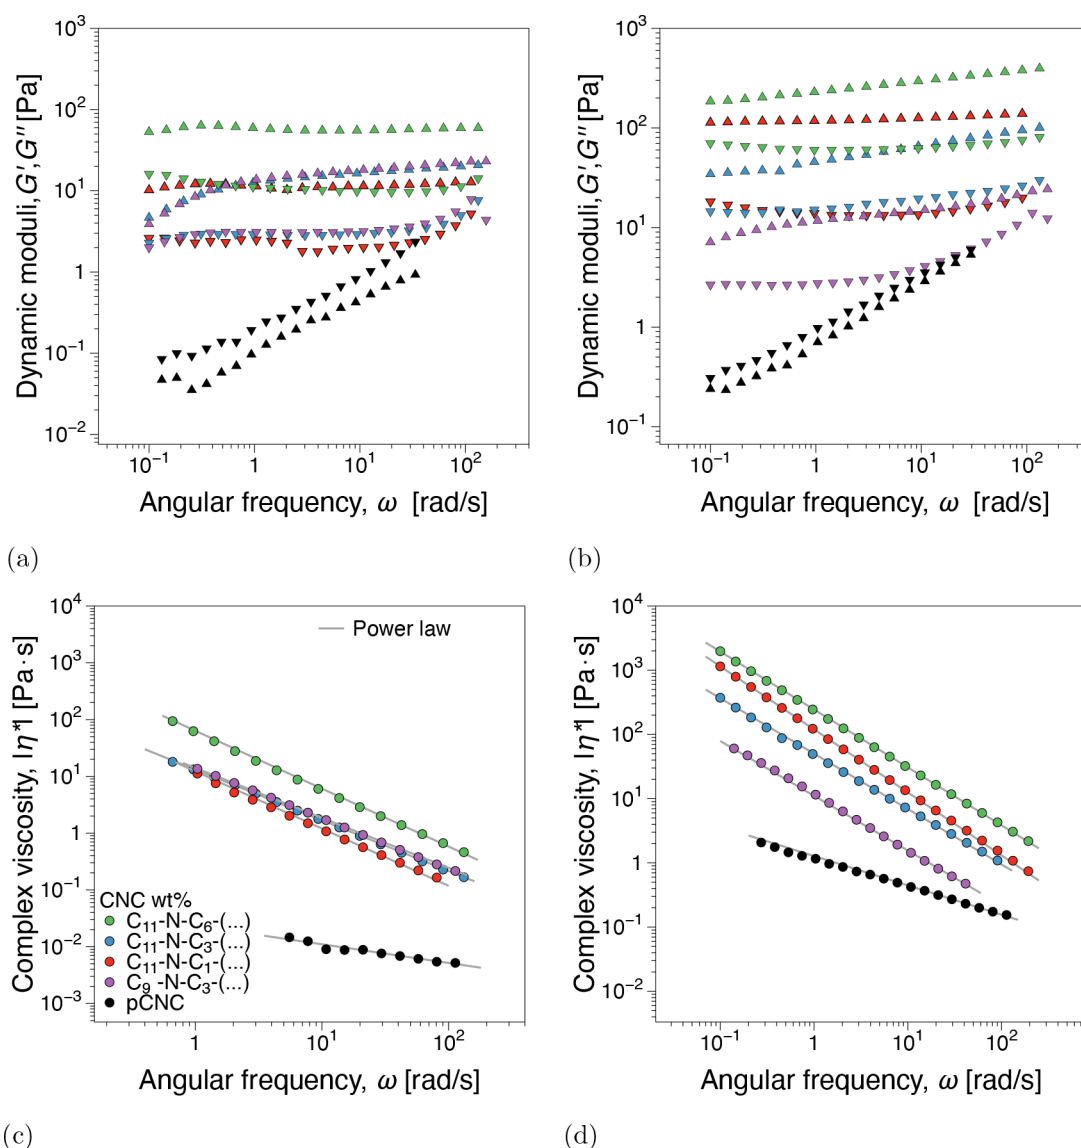 Dynamic moduli, G′, G″ [Pa]
10³
10²
10¹
1
10⁻¹
10⁻²
10⁻¹ 1 10¹ 10²
Angular frequency, ω [rad/s]
(a)
Dynamic moduli, G′, G″ [Pa]
10³
10²
10¹
1
10⁻¹
10⁻¹ 1 10¹ 10²
Angular frequency, ω [rad/s]
(b)
Complex viscosity, |η*| [Pa·s]
10⁴
10³
10²
10¹
1
10⁻¹
10⁻²
10⁻³
Power law
CNC wt%
C₁₁-N-C₆-(...)
C₁₁-N-C₃-(...)
C₁₁-N-C₁-(...)
C₉ -N-C₃-(...)
pCNC
1 10¹ 10²
Angular frequency, ω [rad/s]
(c)
Complex viscosity, |η*| [Pa·s]
10⁴
10³
10²
10¹
1
10⁻¹
10⁻²
10⁻¹ 1 10¹ 10²
Angular frequency, ω [rad/s]
(d)